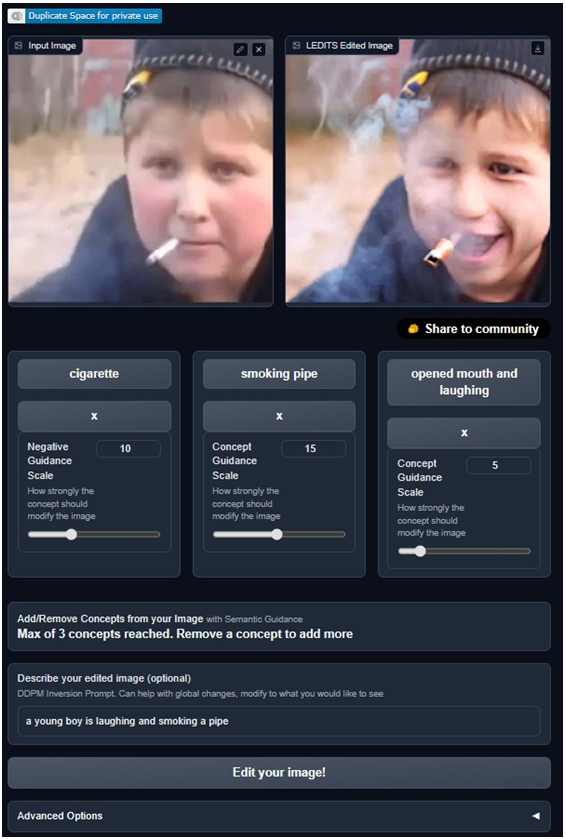 Duplicate Space for private use
Input Image
LEDITS Edited Image
Share to community
cigarette
x
Negative
Guidance
Scale
10
How strongly the
concept should
modify the image
smoking pipe
x
Concept
Guidance
Scale
15
How strongly the
concept should
modify the image
opened mouth and
laughing
x
Concept
Guidance
Scale
5
How strongly the
concept should
modify the image
Add/Remove Concepts from your Image with Semantic Guidance
Max of 3 concepts reached. Remove a concept to add more
Describe your edited image (optional)
DDPM Inversion Prompt. Can help with global changes, modify to what you would like to see
a young boy is laughing and smoking a pipe
Edit your image!
Advanced Options